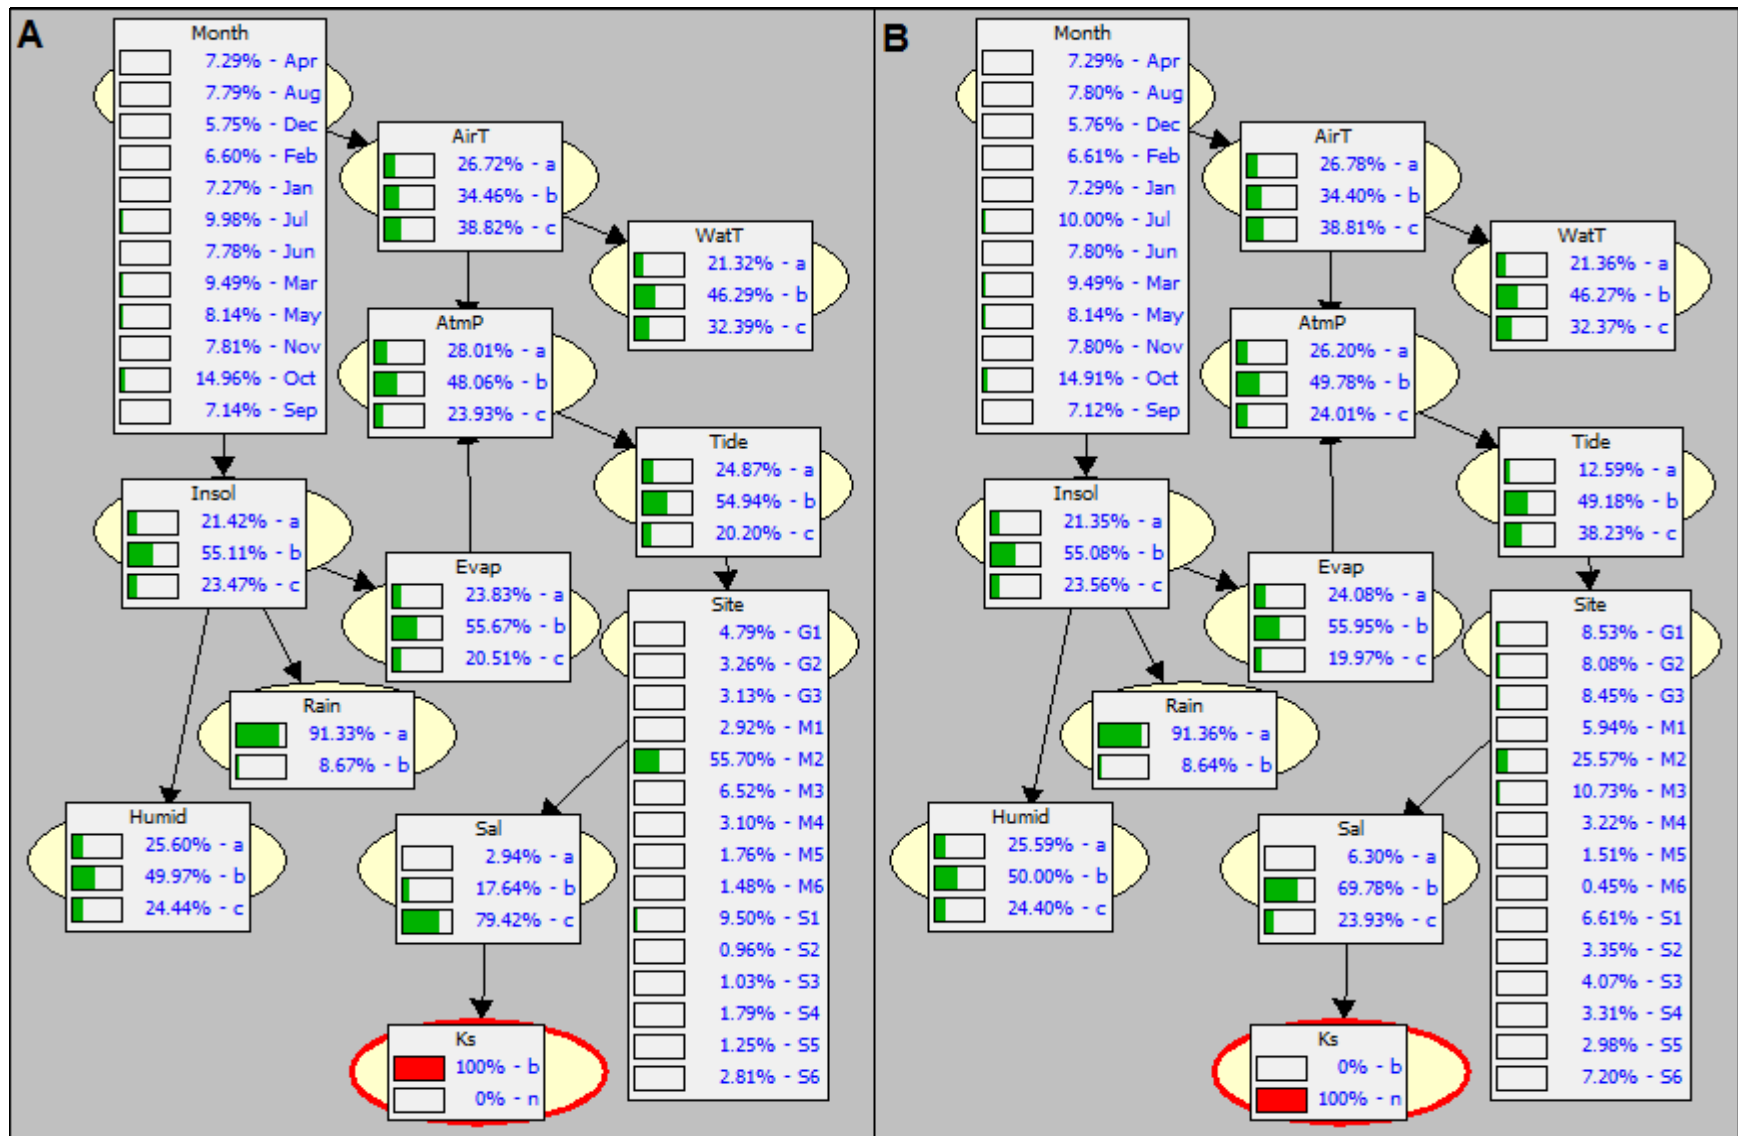 A
Month
7.29% - Apr
7.79% - Aug
5.75% - Dec
6.60% - Feb
7.27% - Jan
9.98% - Jul
7.78% - Jun
9.49% - Mar
8.14% - May
7.81% - Nov
14.96% - Oct
7.14% - Sep
AirT
26.72% - a
34.46% - b
38.82% - c
WatT
21.32% - a
46.29% - b
32.39% - c
AtmP
28.01% - a
48.06% - b
23.93% - c
Tide
24.87% - a
54.94% - b
20.20% - c
Insol
21.42% - a
55.11% - b
23.47% - c
Evap
23.83% - a
55.67% - b
20.51% - c
Site
4.79% - G1
3.26% - G2
3.13% - G3
2.92% - M1
55.70% - M2
6.52% - M3
3.10% - M4
1.76% - M5
1.48% - M6
9.50% - S1
0.96% - S2
1.03% - S3
1.79% - S4
1.25% - S5
2.81% - S6
Rain
91.33% - a
8.67% - b
Humid
25.60% - a
49.97% - b
24.44% - c
Sal
2.94% - a
17.64% - b
79.42% - c
Ks
100% - b
0% - n
B
Month
7.29% - Apr
7.80% - Aug
5.76% - Dec
6.61% - Feb
7.29% - Jan
10.00% - Jul
7.80% - Jun
9.49% - Mar
8.14% - May
7.80% - Nov
14.91% - Oct
7.12% - Sep
AirT
26.78% - a
34.40% - b
38.81% - c
WatT
21.36% - a
46.27% - b
32.37% - c
AtmP
26.20% - a
49.78% - b
24.01% - c
Tide
12.59% - a
49.18% - b
38.23% - c
Insol
21.35% - a
55.08% - b
23.56% - c
Evap
24.08% - a
55.95% - b
19.97% - c
Site
8.53% - G1
8.08% - G2
8.45% - G3
5.94% - M1
25.57% - M2
10.73% - M3
3.22% - M4
1.51% - M5
0.45% - M6
6.61% - S1
3.35% - S2
4.07% - S3
3.31% - S4
2.98% - S5
7.20% - S6
Rain
91.36% - a
8.64% - b
Humid
25.59% - a
50.00% - b
24.40% - c
Sal
6.30% - a
69.78% - b
23.93% - c
Ks
0% - b
100% - n